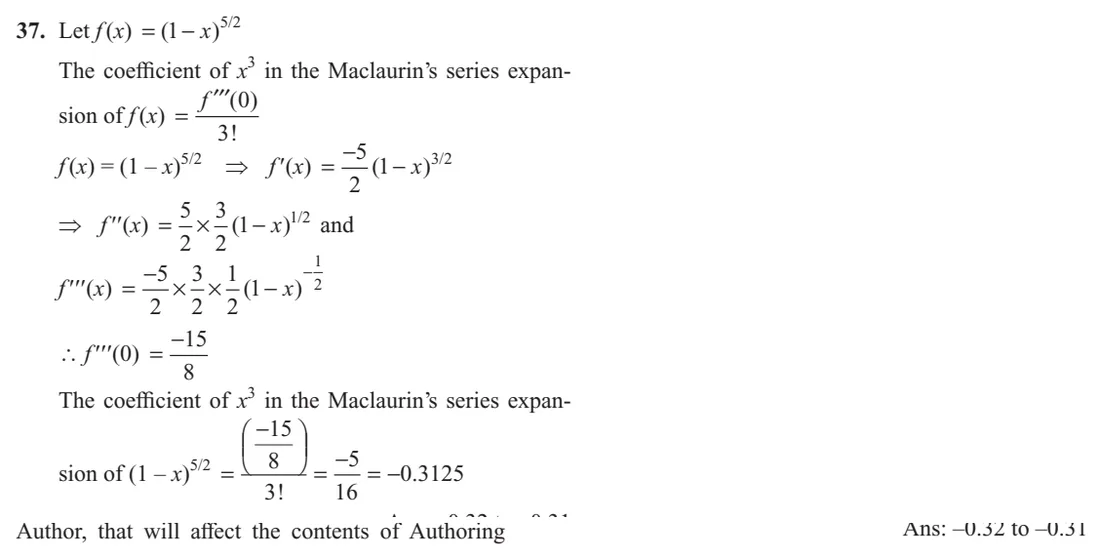 37. Let f(x) = (1 – x)^{5/2}
The coefficient of x^3 in the Maclaurin's series expan-
sion of f(x) = f'''(0)/3!
f(x) = (1 – x)^{5/2} ⇒ f'(x) = –5/2 (1 – x)^{3/2}
⇒ f''(x) = 5/2 × 3/2 (1 – x)^{1/2} and
f'''(x) = –5/2 × 3/2 × 1/2 (1 – x)^{–1/2}
∴ f'''(0) = –15/8
The coefficient of x^3 in the Maclaurin's series expan-
sion of (1 – x)^{5/2} = (–15/8)/3! = –5/16 = –0.3125
Author, that will affect the contents of Authoring
Ans: –0.32 to –0.31